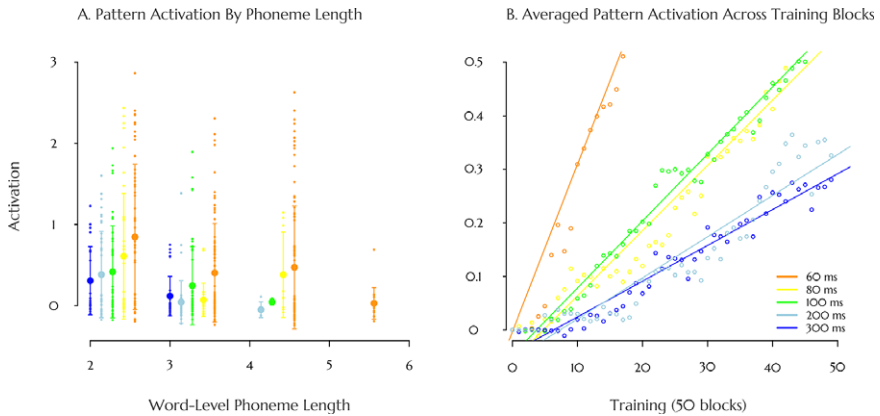 A. Pattern Activation By Phoneme Length
B. Averaged Pattern Activation Across Training Blocks
Activation
3
2
1
0
2
3
4
5
6
Word-Level Phoneme Length
0.5
0.4
0.3
0.2
0.1
0
0
10
20
30
40
50
Training (50 blocks)
60 ms
80 ms
100 ms
200 ms
300 ms